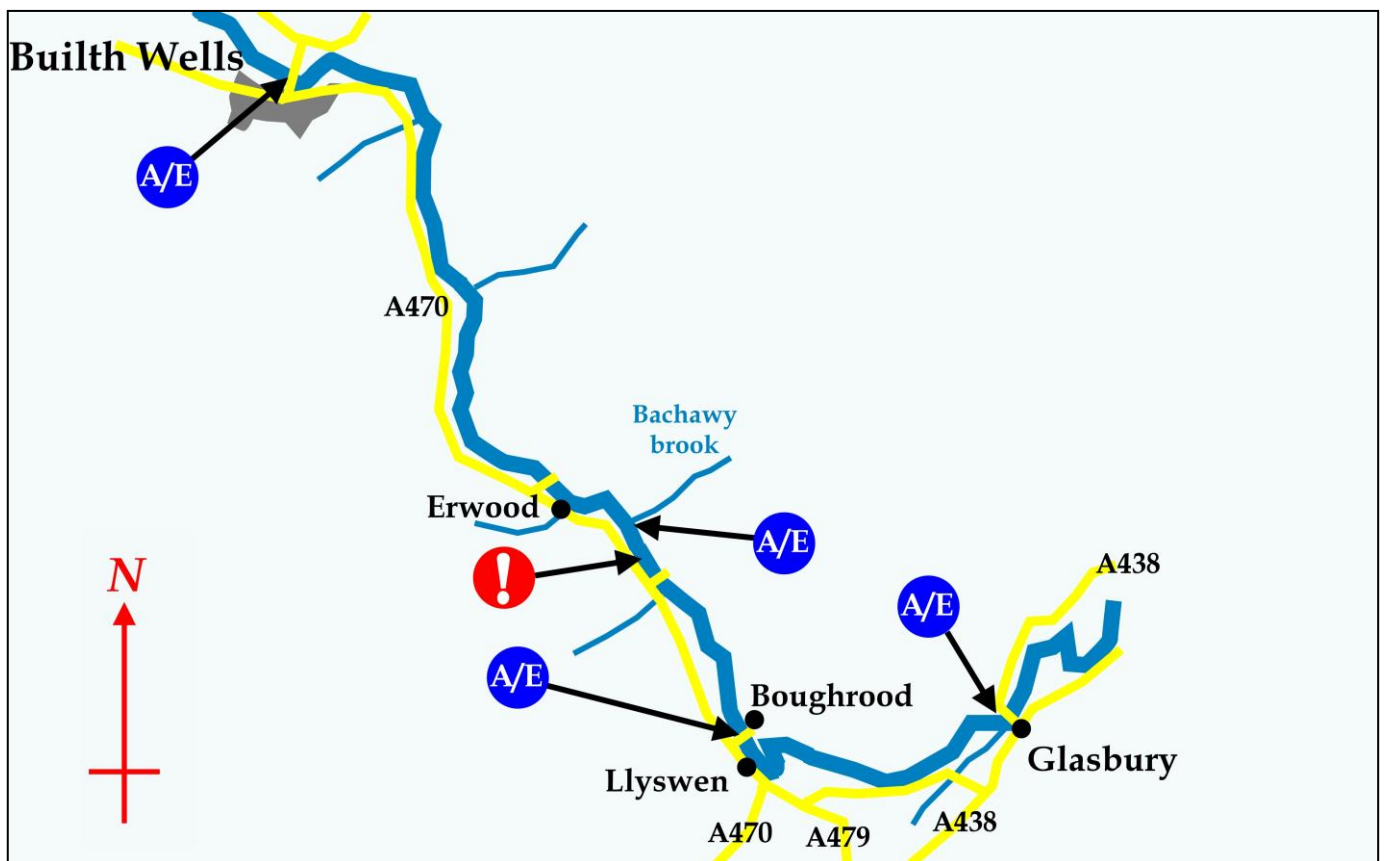 Builth Wells
A/E
A470
Bachawy
brook
Erwood
A/E
!
N
A438
A/E
A/E
Boughrood
Llyswen
Glasbury
A470
A479
A438